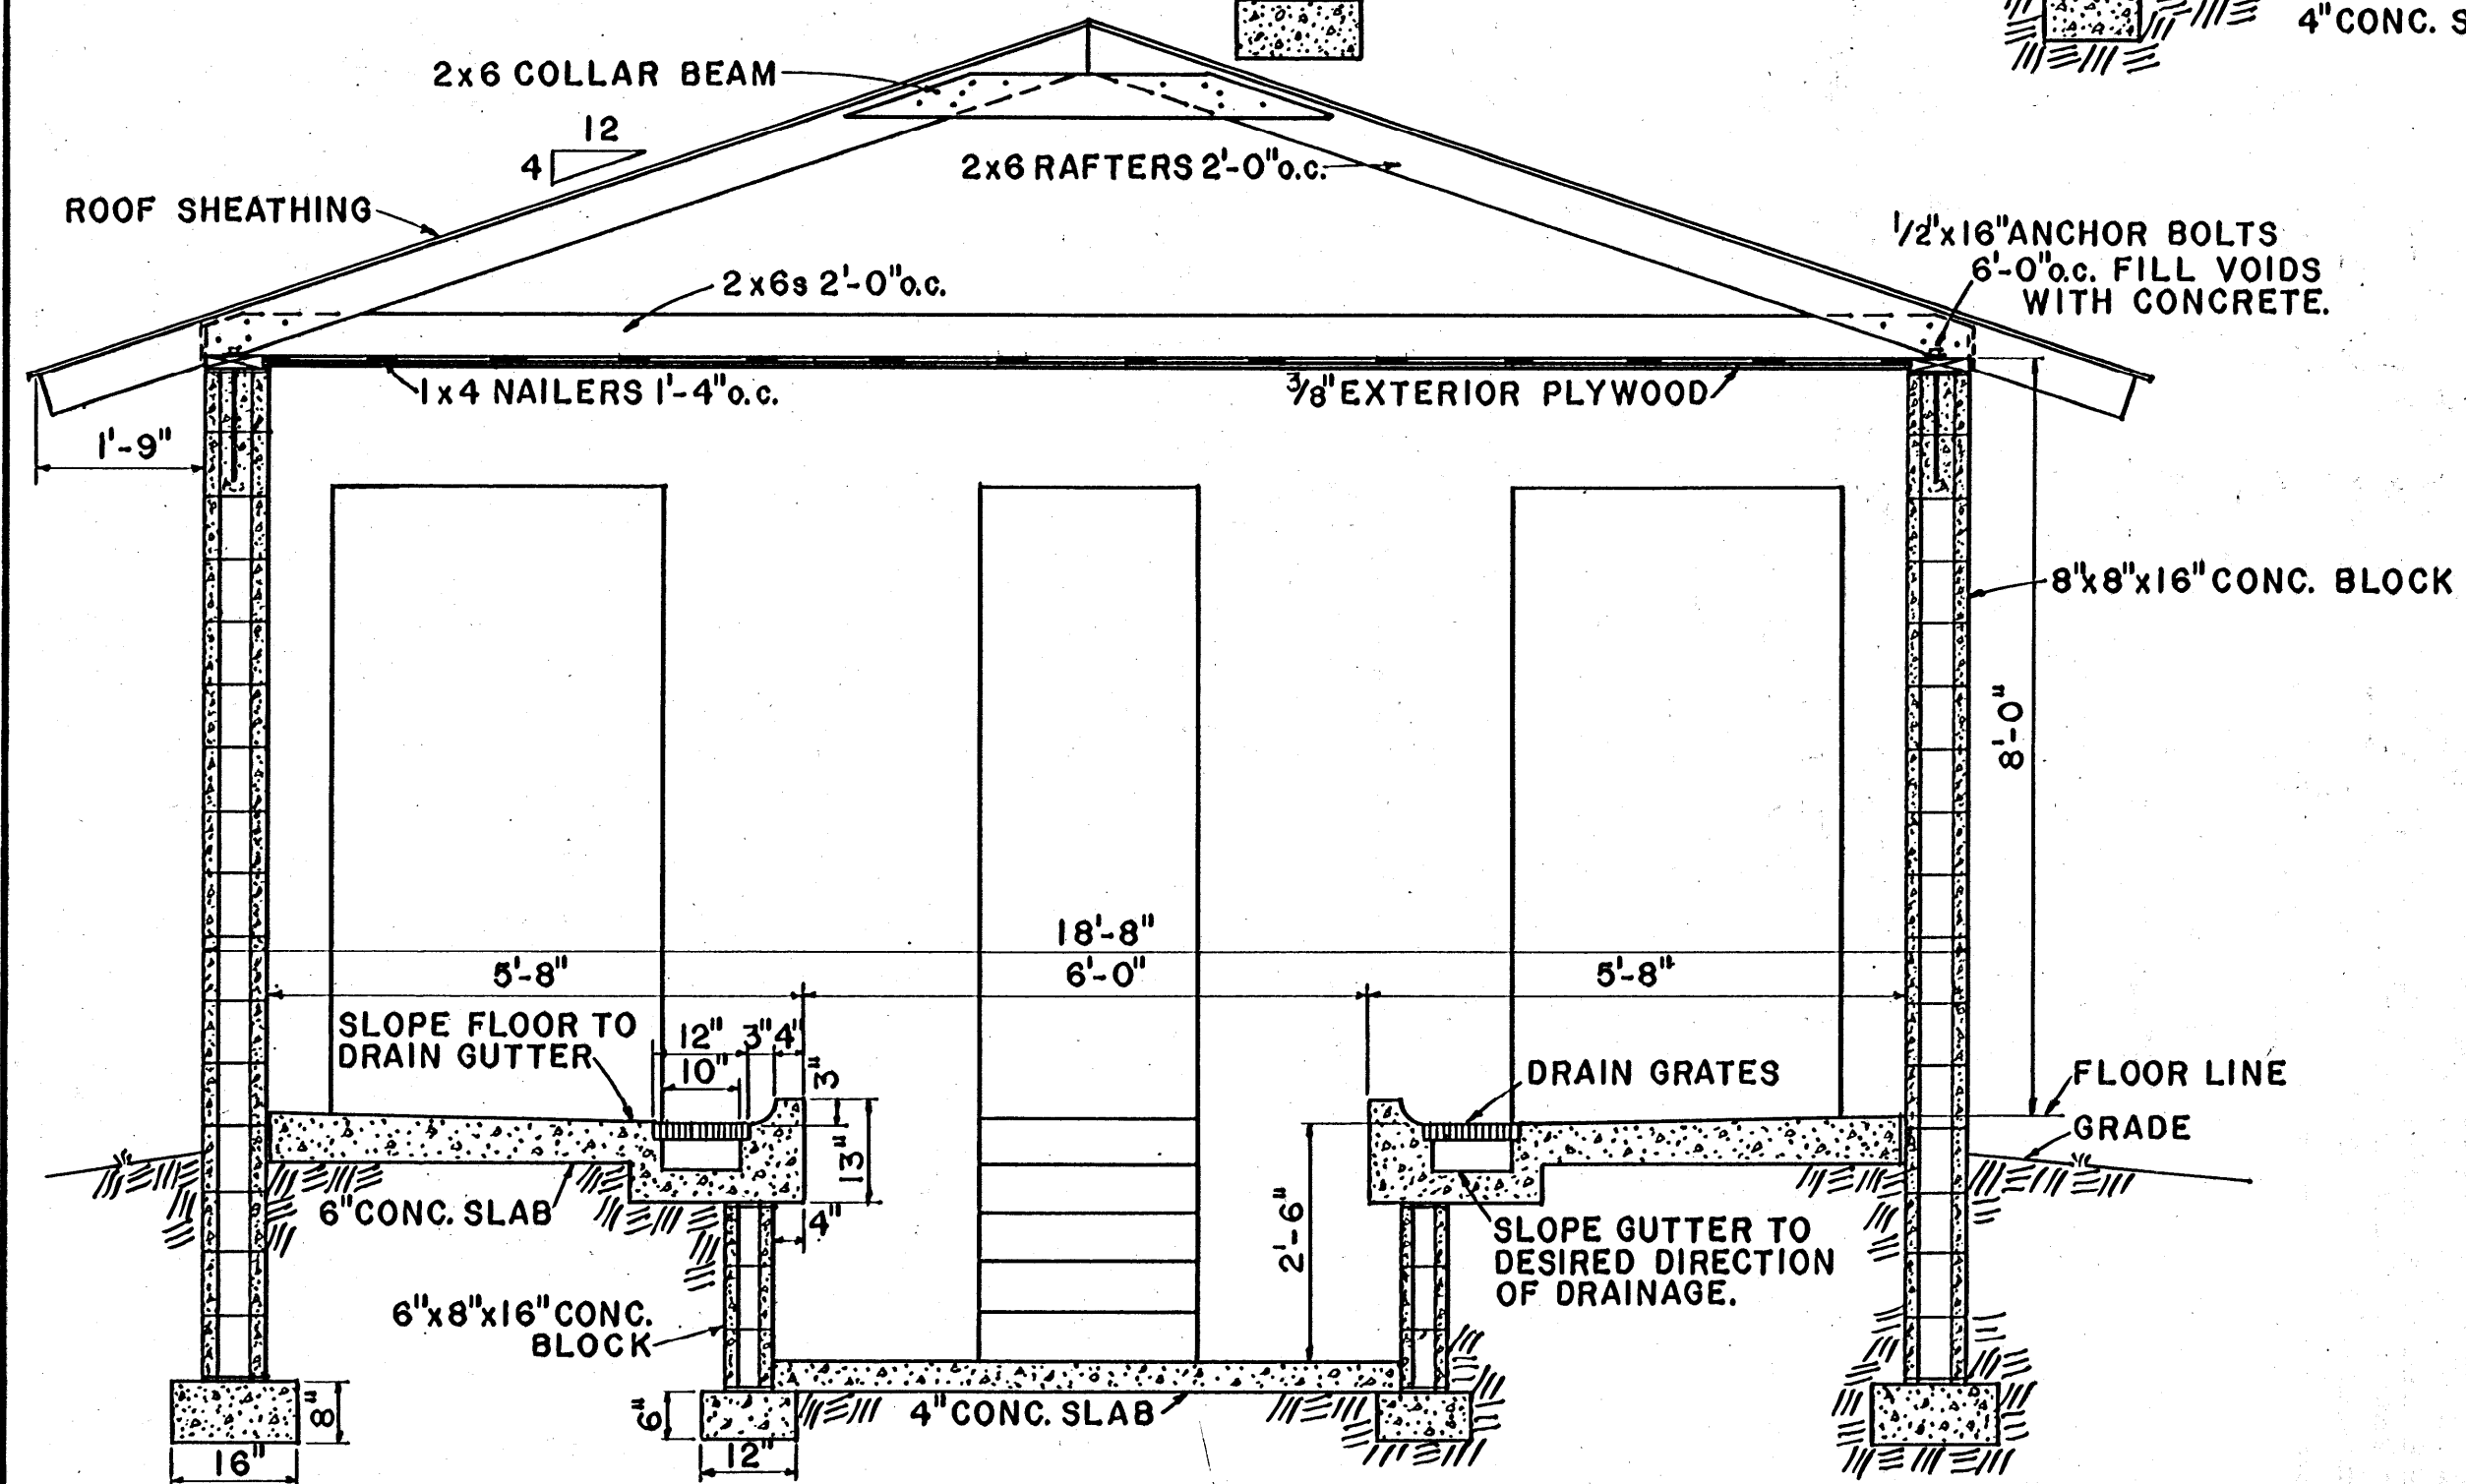 4" CONC. S
2x6 COLLAR BEAM
12
4
2x6 RAFTERS 2'-0" o.c.
ROOF SHEATHING
1/2"x16" ANCHOR BOLTS
6'-0" o.c. FILL VOIDS
WITH CONCRETE.
2x6s 2'-0" o.c.
1x4 NAILERS 1'-4" o.c.
3/8" EXTERIOR PLYWOOD
1'-9"
8"x8"x16" CONC. BLOCK
8'-0"
18'-8"
5'-8"
6'-0"
5'-8"
SLOPE FLOOR TO
DRAIN GUTTER
12"
3"
4"
10"
3"
13"
DRAIN GRATES
FLOOR LINE
GRADE
6" CONC. SLAB
4"
2'-6"
SLOPE GUTTER TO
DESIRED DIRECTION
OF DRAINAGE.
6"x8"x16" CONC.
BLOCK
8"
16"
6"
12"
4" CONC. SLAB